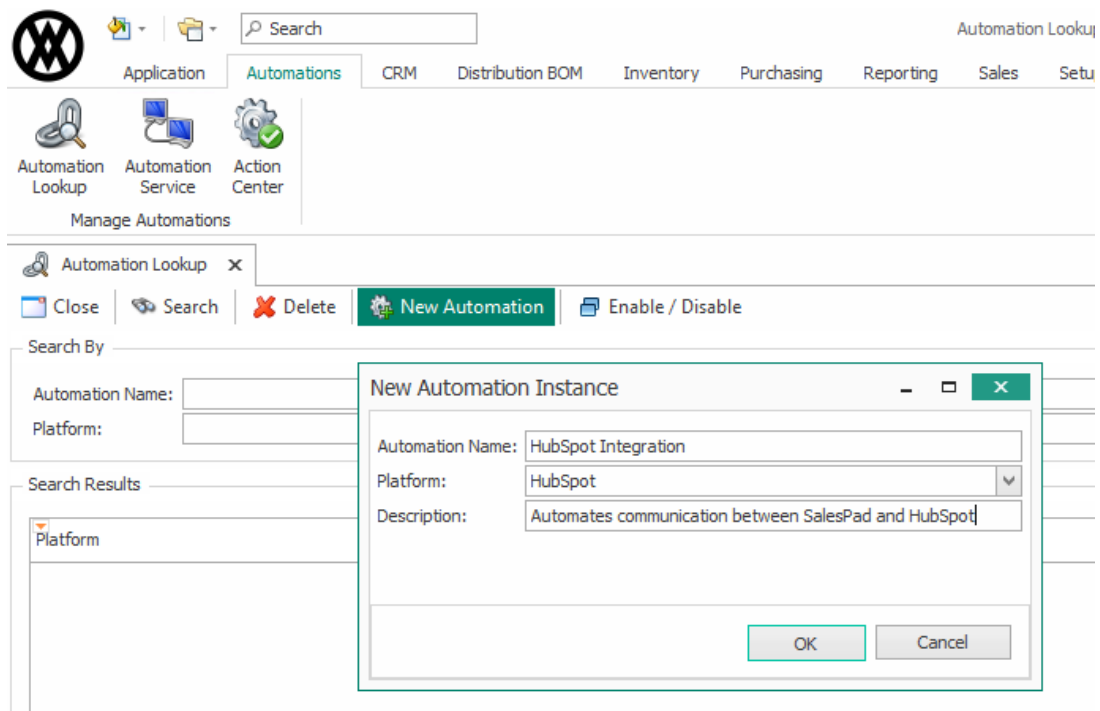 Search
Automation Lookup
Application Automations CRM Distribution BOM Inventory Purchasing Reporting Sales Setu
Automation Lookup
Automation Service
Action Center
Manage Automations
Automation Lookup
Close Search Delete New Automation Enable / Disable
Search By
Automation Name:
Platform:
Search Results
Platform
New Automation Instance
Automation Name: HubSpot Integration
Platform: HubSpot
Description: Automates communication between SalesPad and HubSpot
OK Cancel